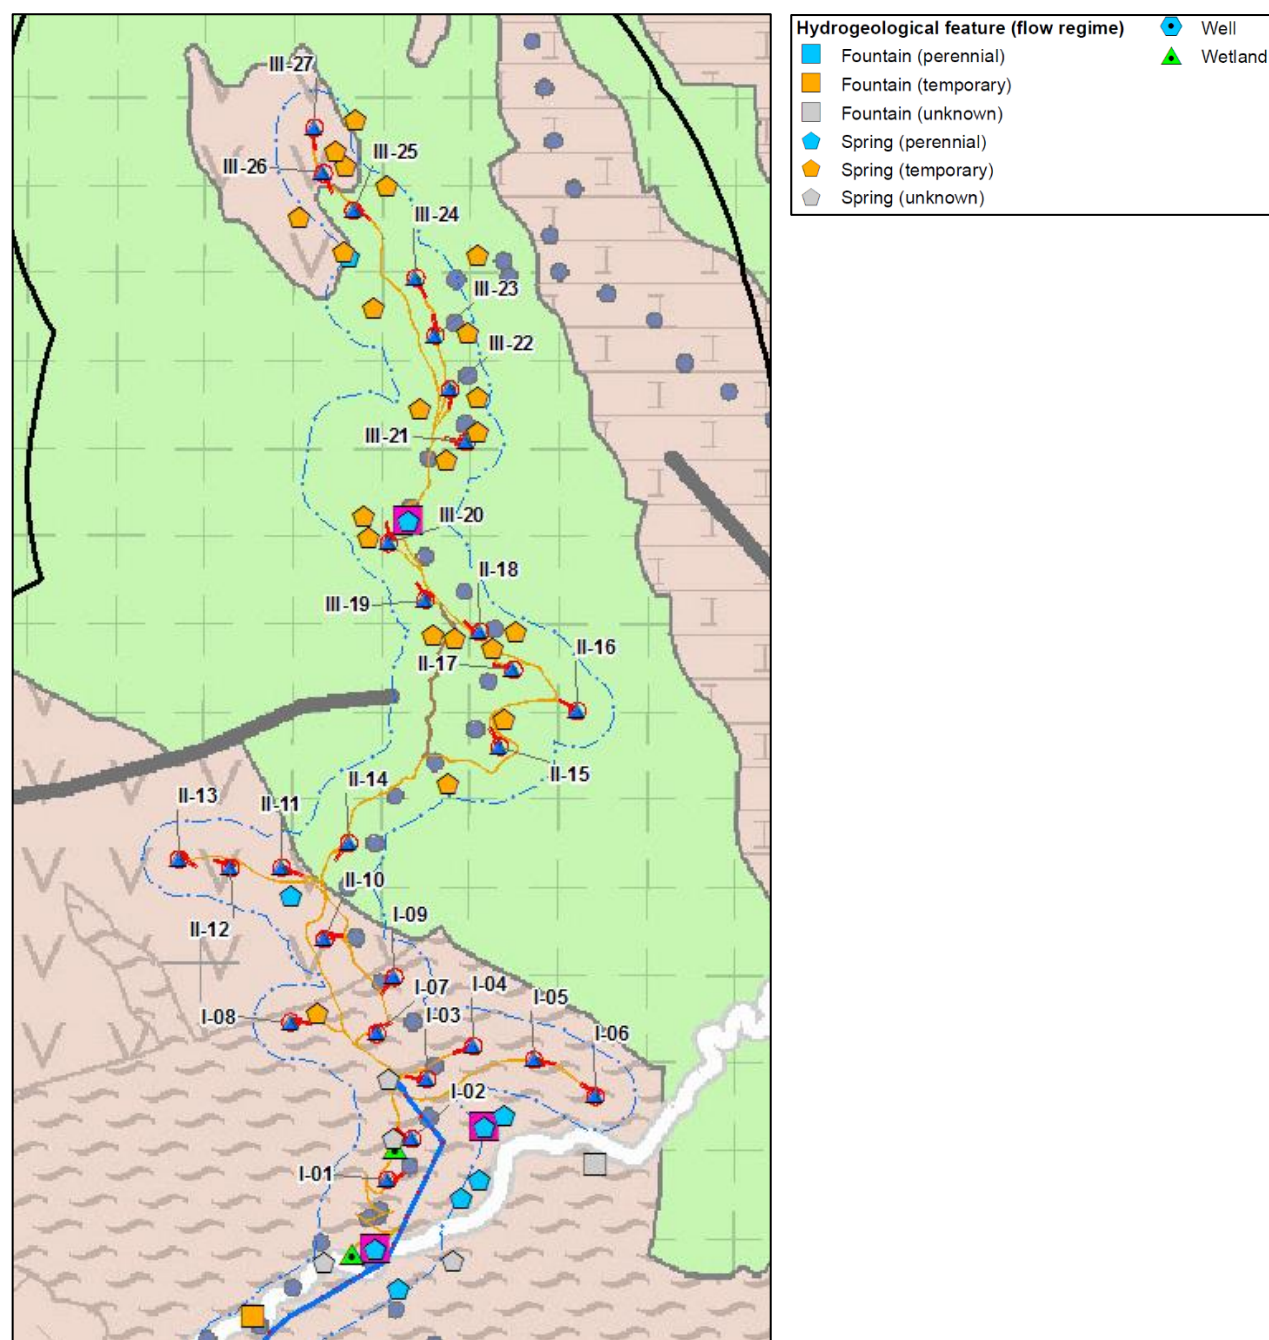 Hydrogeological feature (flow regime)
Fountain (perennial)
Fountain (temporary)
Fountain (unknown)
Spring (perennial)
Spring (temporary)
Spring (unknown)
Well
Wetland
III-27
III-26
III-25
III-24
III-23
III-22
III-21
III-20
II-18
III-19
II-17
II-16
II-15
II-14
II-13
II-11
II-10
II-12
I-09
I-07
I-04
I-08
I-03
I-05
I-06
I-02
I-01